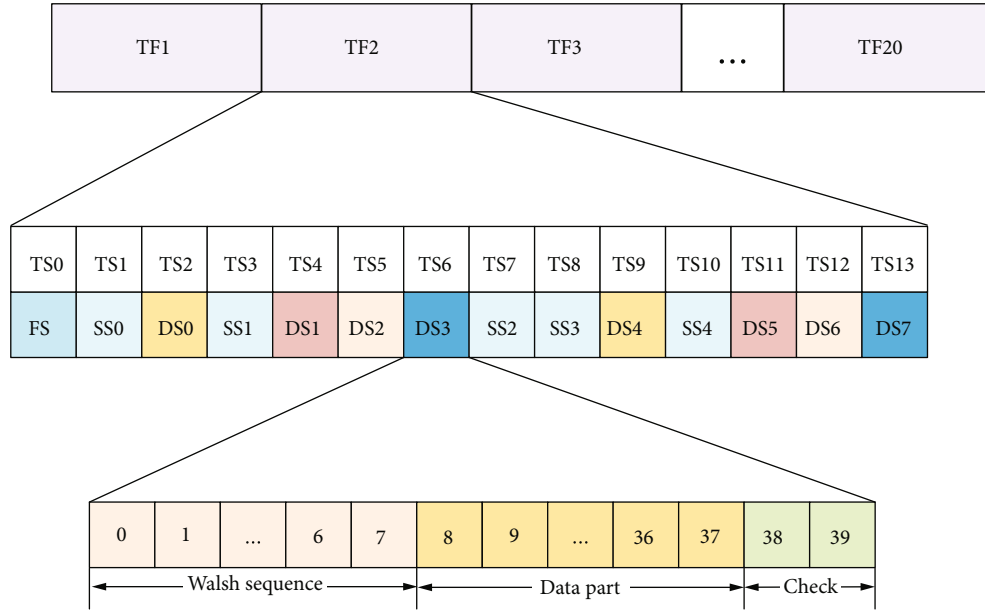 TF1 TF2 TF3 ... TF20
TS0 TS1 TS2 TS3 TS4 TS5 TS6 TS7 TS8 TS9 TS10 TS11 TS12 TS13
FS SS0 DS0 SS1 DS1 DS2 DS3 SS2 SS3 DS4 SS4 DS5 DS6 DS7
0 1 ... 6 7 8 9 ... 36 37 38 39
Walsh sequence Data part Check